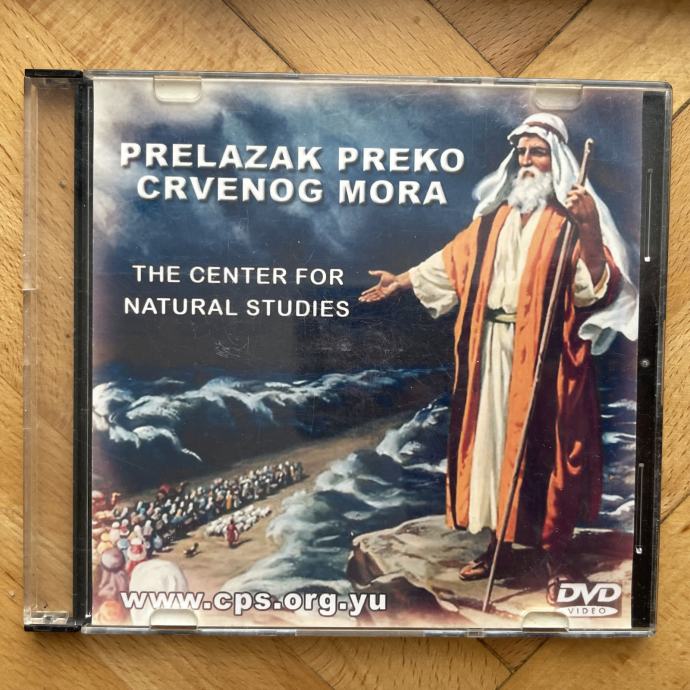 PRELAZAK PREKO
CRVENOG MORA
THE CENTER FOR
NATURAL STUDIES
www.cps.org.yu
DVD
VIDEO